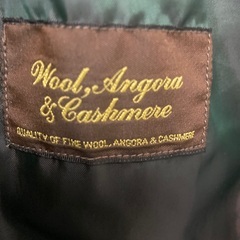 Wool, Angora
& Cashmere
QUALITY OF FINE WOOL, ANGORA & CASHMERE